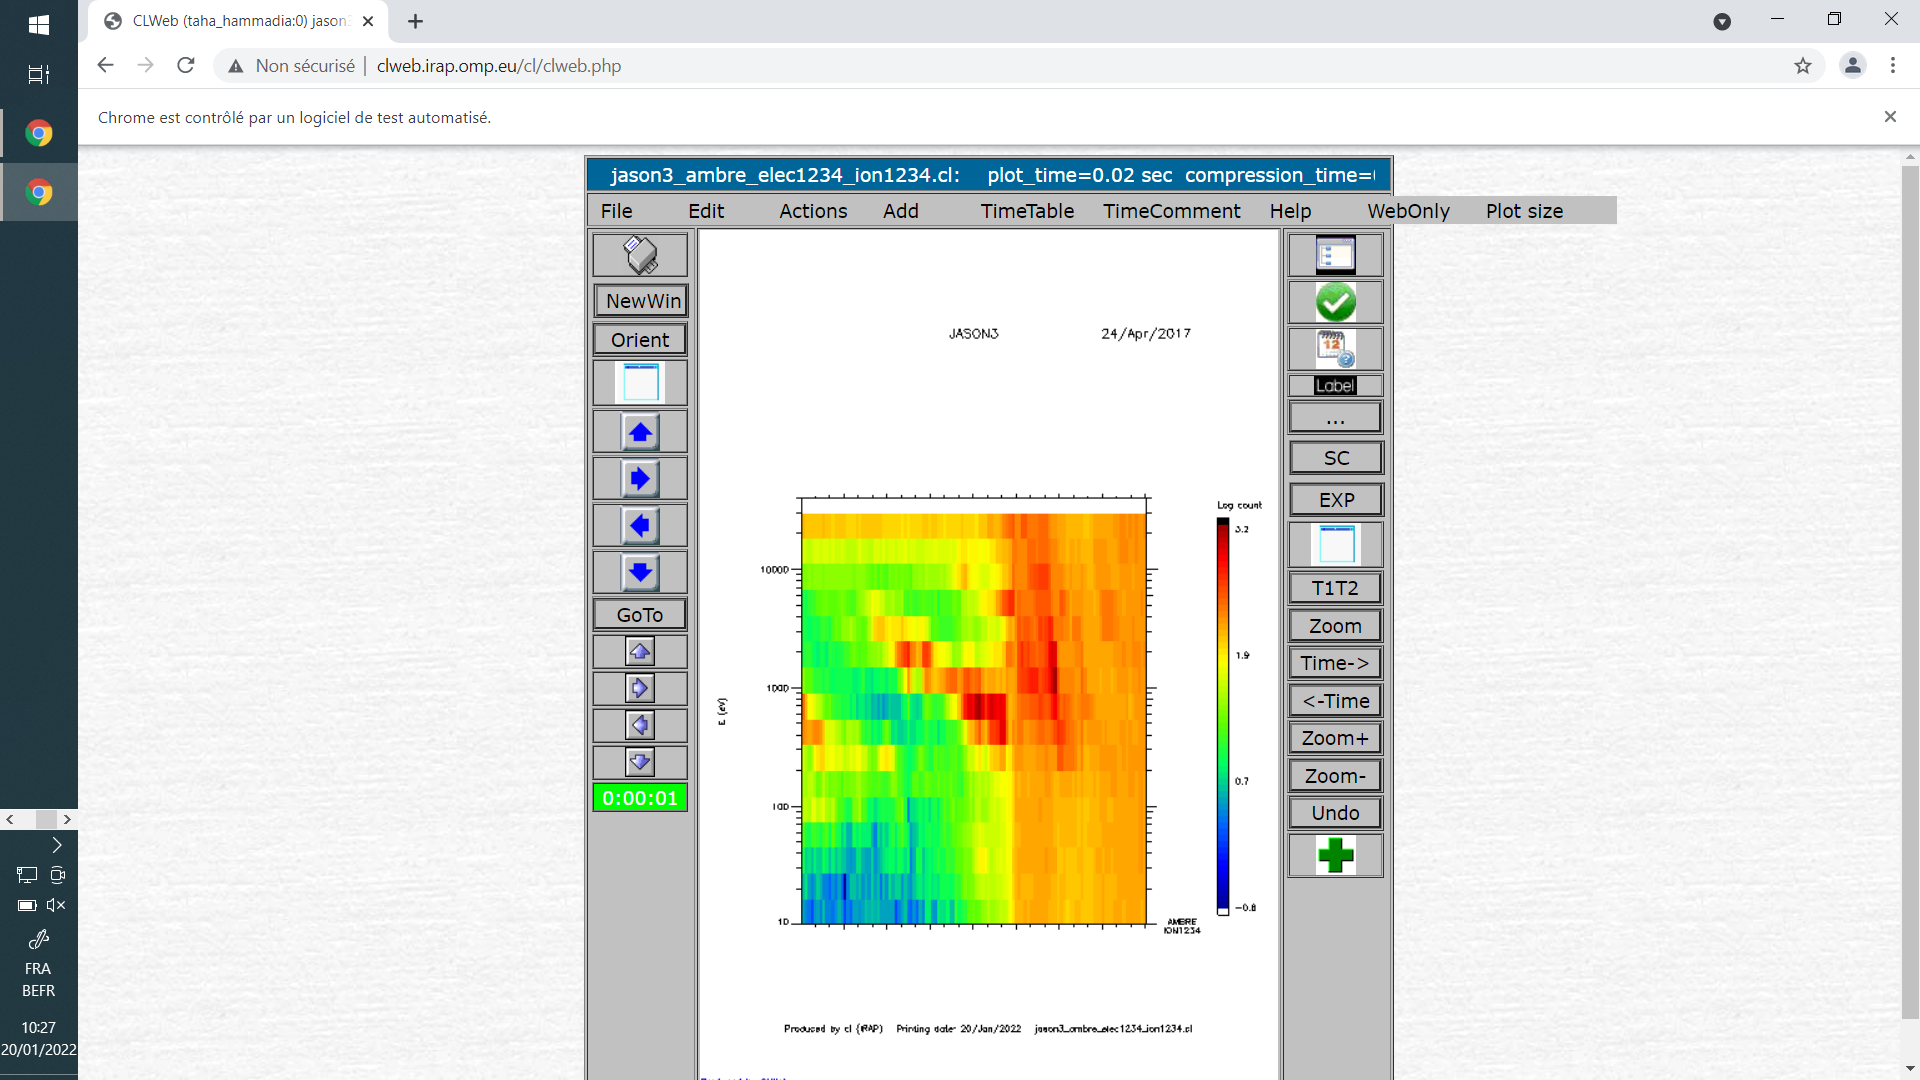 CLWeb (taha_hammadia:0) jason3
Non sécurisé | clweb.irap.omp.eu/cl/clweb.php
Chrome est contrôlé par un logiciel de test automatisé.
jason3_ambre_elec1234_ion1234.cl: plot_time=0.02 sec compression_time=
File Edit Actions Add TimeTable TimeComment Help WebOnly Plot size
NewWin
Orient
GoTo
0:00:01
JASON3 24/Apr/2017
Log count
3.2
1.9
0.7
-0.8
10000
1000
100
10
E (eV)
AMBRE
ION1234
Produced by cl (IRAP) Printing date: 20/Jan/2022 jason3_ambre_elec1234_ion1234.cl
12
Label
...
SC
EXP
T1T2
Zoom
Time->
<-Time
Zoom+
Zoom-
Undo
FRA
BEFR
10:27
20/01/2022